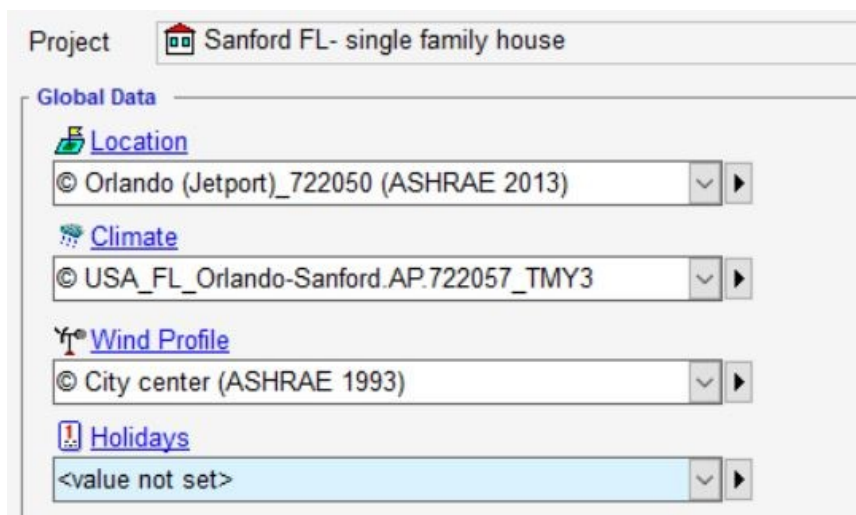 Project Sanford FL- single family house
Global Data
Location
© Orlando (Jetport)_722050 (ASHRAE 2013)
Climate
© USA_FL_Orlando-Sanford.AP.722057_TMY3
Wind Profile
© City center (ASHRAE 1993)
Holidays
<value not set>